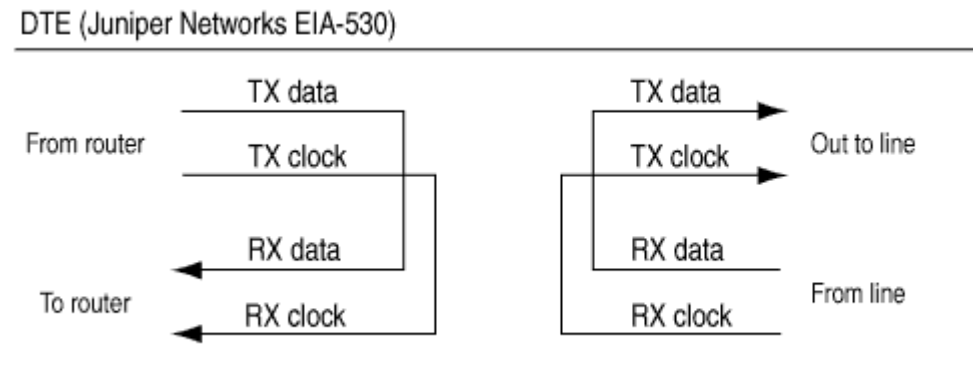 DTE (Juniper Networks EIA-530)
TX data
TX data
From router
Out to line
TX clock
TX clock
RX data
RX data
To router
From line
RX clock
RX clock